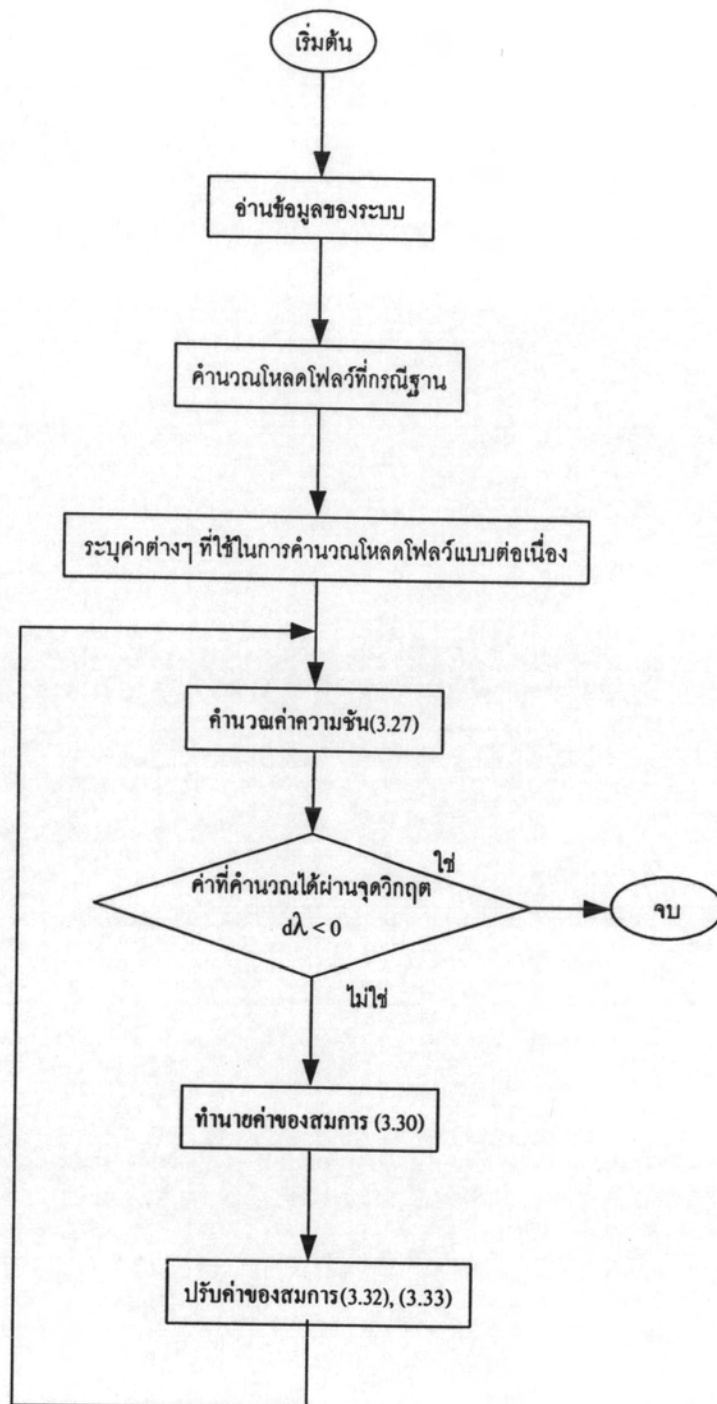 เริ่มต้น
อ่านข้อมูลของระบบ
คำนวณโหลดโฟลว์ที่กรณีฐาน
ระบุค่าต่างๆ ที่ใช้ในการคำนวณโหลดโฟลว์แบบต่อเนื่อง
คำนวณค่าความชัน(3.27)
ค่าที่คำนวณได้ผ่านจุดวิกฤต
dλ < 0
ใช่
จบ
ไม่ใช่
ทำนายค่าของสมการ (3.30)
ปรับค่าของสมการ(3.32), (3.33)